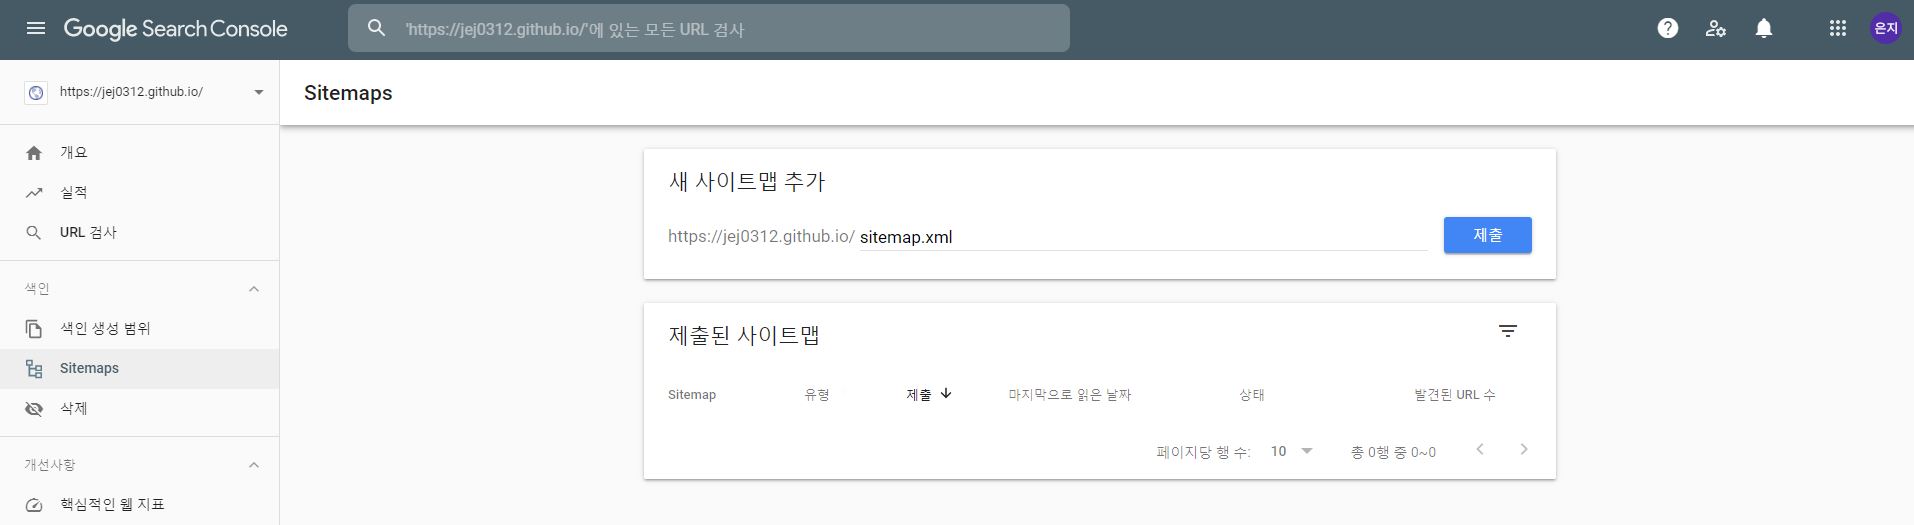 Google Search Console
'https://jej0312.github.io/'에 있는 모든 URL 검사
은지
https://jej0312.github.io/
Sitemaps
개요
실적
URL 검사
색인
색인 생성 범위
Sitemaps
삭제
개선사항
핵심적인 웹 지표
새 사이트맵 추가
https://jej0312.github.io/ sitemap.xml
제출
제출된 사이트맵
Sitemap 유형 제출 마지막으로 읽은 날짜 상태 발견된 URL 수
페이지당 행 수: 10 총 0행 중 0~0